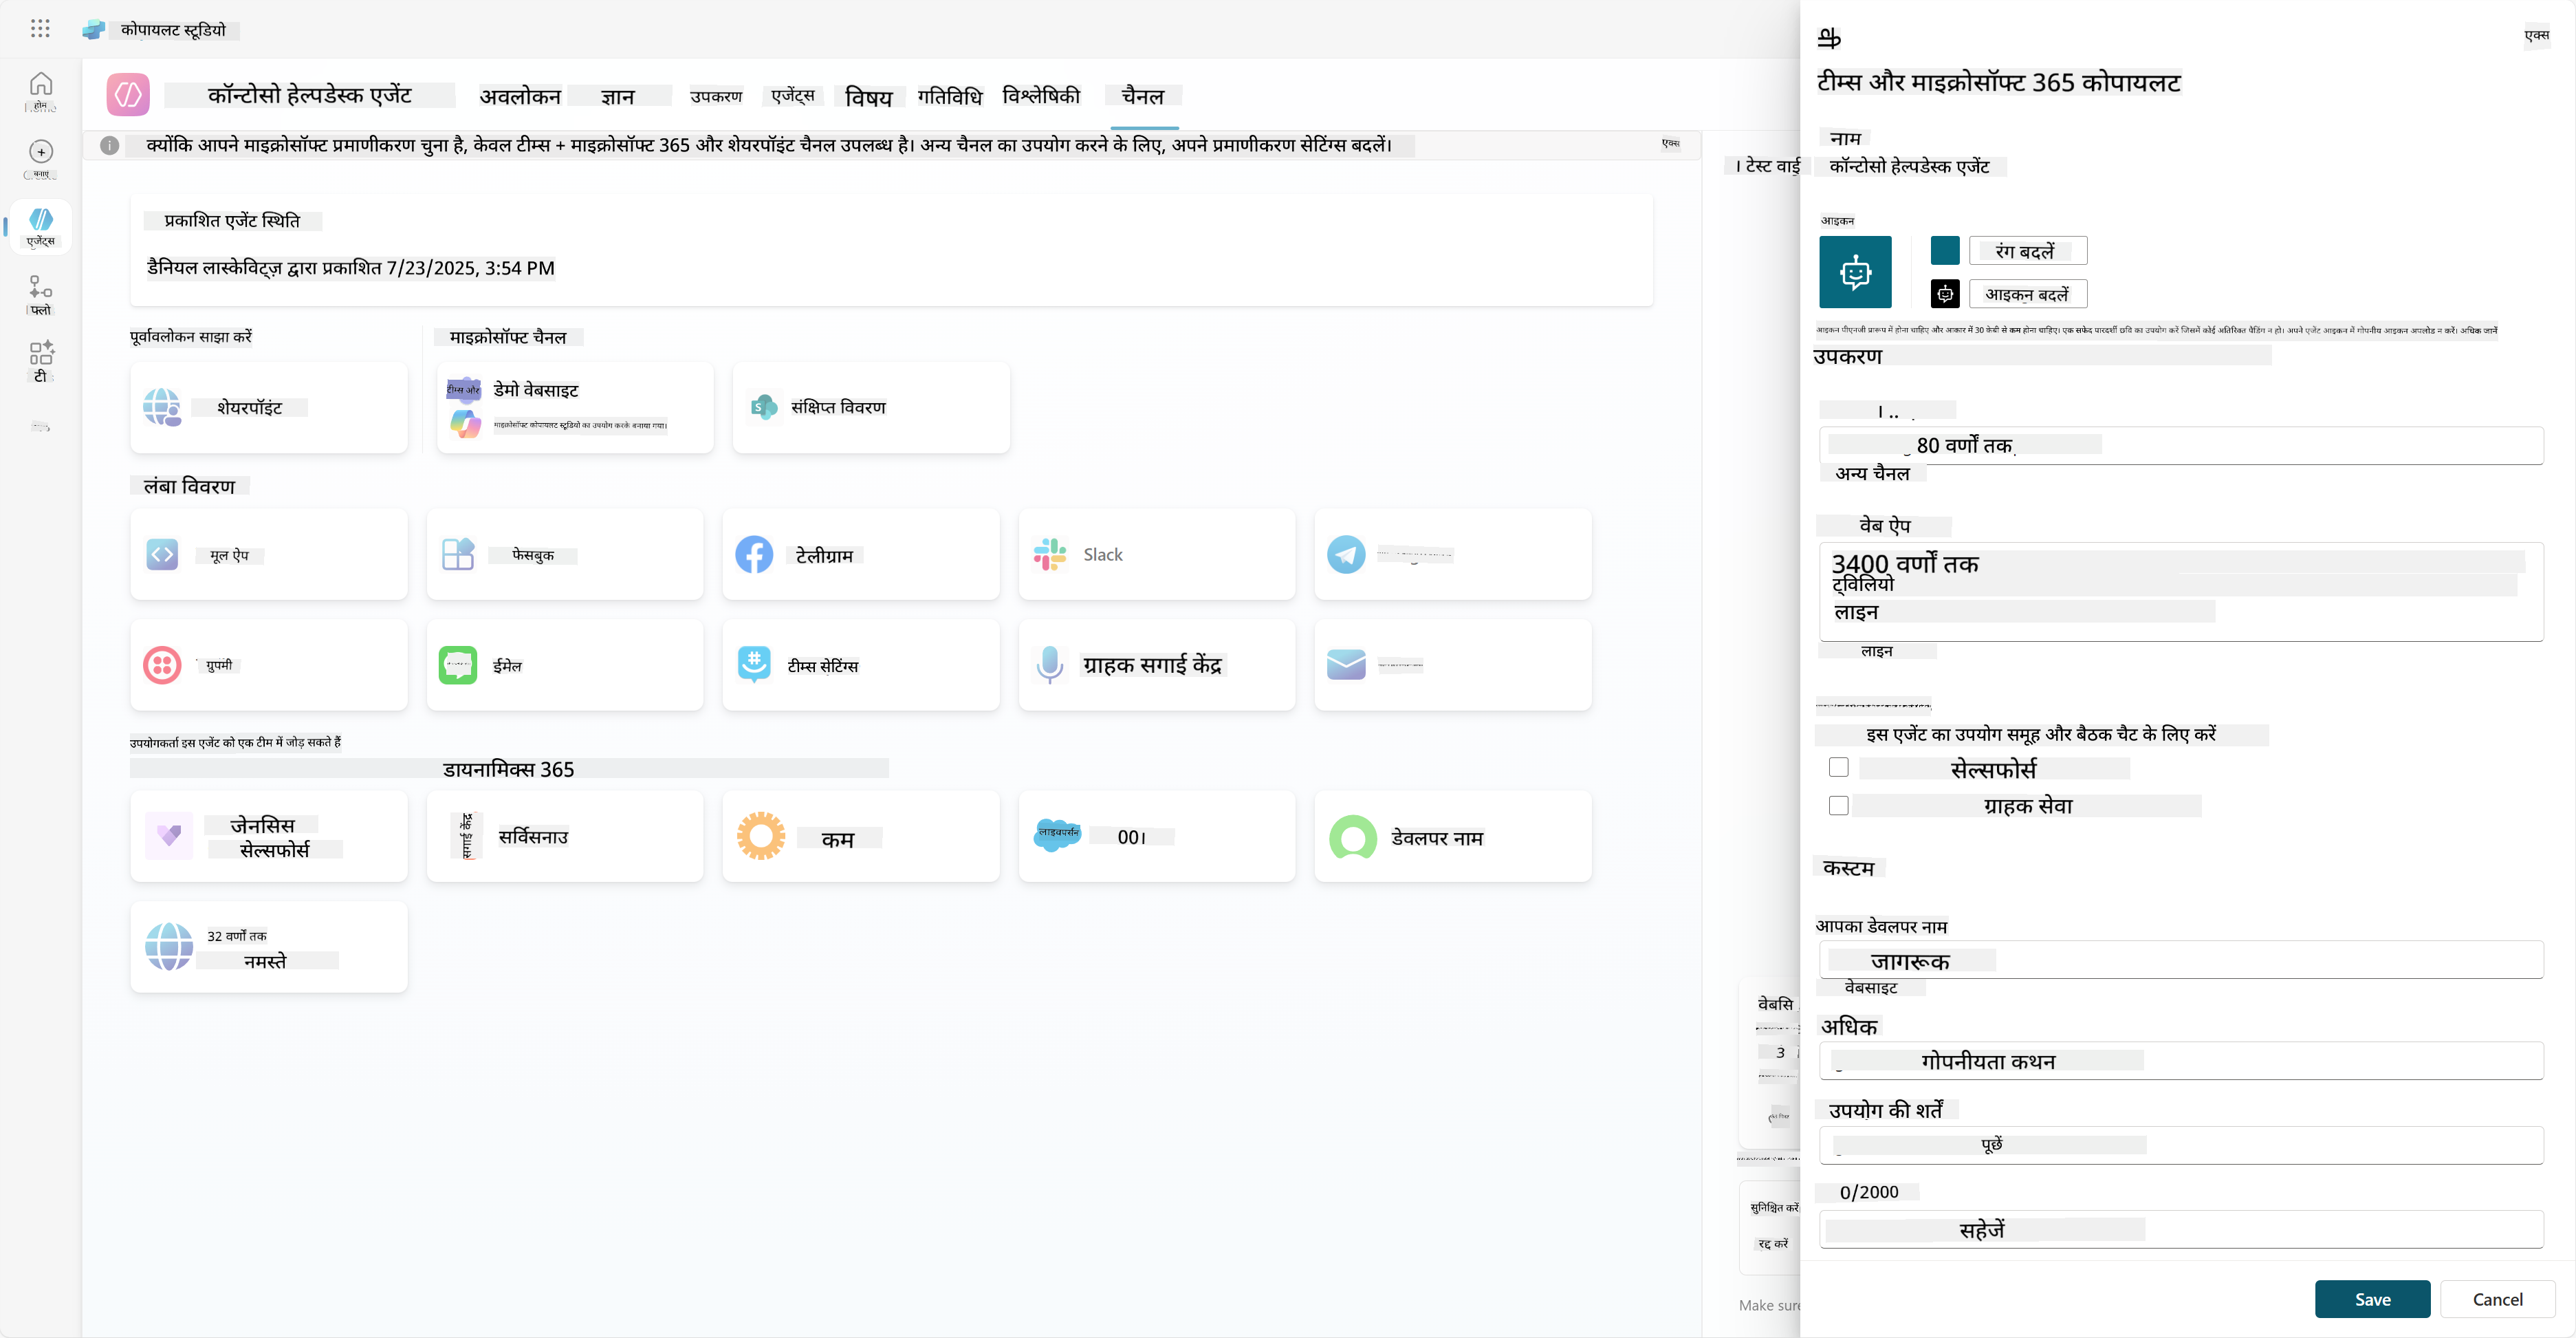 कोपायलट स्टूडियो
होम
बनाएं
एजेंट्स
फ्लो
टी
कॉन्टोसो हेल्पडेस्क एजेंट
अवलोकन
ज्ञान
उपकरण
एजेंट्स
विषय
गतिविधि
विश्लेषिकी
चैनल
क्योंकि आपने माइक्रोसॉफ्ट प्रमाणीकरण चुना है, केवल टीम्स + माइक्रोसॉफ्ट 365 और शेयरपॉइंट चैनल उपलब्ध है। अन्य चैनल का उपयोग करने के लिए, अपने प्रमाणीकरण सेटिंग्स बदलें।
एक्स
प्रकाशित एजेंट स्थिति
डैनियल लास्केविट्ज़ द्वारा प्रकाशित 7/23/2025, 3:54 PM
पूर्वावलोकन साझा करें
माइक्रोसॉफ्ट चैनल
शेयरपॉइंट
टीम्स और
डेमो वेबसाइट
माइक्रोसॉफ्ट कोपायलट स्टूडियो का उपयोग करके बनाया गया।
संक्षिप्त विवरण
लंबा विवरण
मूल ऐप
फेसबुक
टेलीग्राम
Slack
ग्रुपमी
ईमेल
टीम्स सेटिंग्स
ग्राहक सगाई केंद्र
उपयोगकर्ता इस एजेंट को एक टीम में जोड़ सकते हैं
डायनामिक्स 365
जेनसिस
सेल्सफोर्स
सगाई केंद्र
सर्विसनाउ
कम
लाइवपर्सन
00।
डेवलपर नाम
32 वर्णों तक
नमस्ते
। टेस्ट वाई
वेबसि
3
सुनिश्चित करें
रद्द करें
Make sure
एक्स
टीम्स और माइक्रोसॉफ्ट 365 कोपायलट
नाम
कॉन्टोसो हेल्पडेस्क एजेंट
आइकन
रंग बदलें
आइकन बदलें
आइकन पीएनजी प्रारूप में होना चाहिए और आकार में 30 केबी से कम होना चाहिए। एक सफेद पारदर्शी छवि का उपयोग करें जिसमें कोई अतिरिक्त पैडिंग न हो। अपने एजेंट आइकन में गोपनीय आइकन अपलोड न करें। अधिक जानें
उपकरण
80 वर्णों तक
अन्य चैनल
वेब ऐप
3400 वर्णों तक
ट्विलियो
लाइन
लाइन
इस एजेंट का उपयोग समूह और बैठक चैट के लिए करें
सेल्सफोर्स
ग्राहक सेवा
कस्टम
आपका डेवलपर नाम
जागरूक
वेबसाइट
अधिक
गोपनीयता कथन
उपयोग की शर्तें
पूछें
0/2000
सहेजें
Save
Cancel